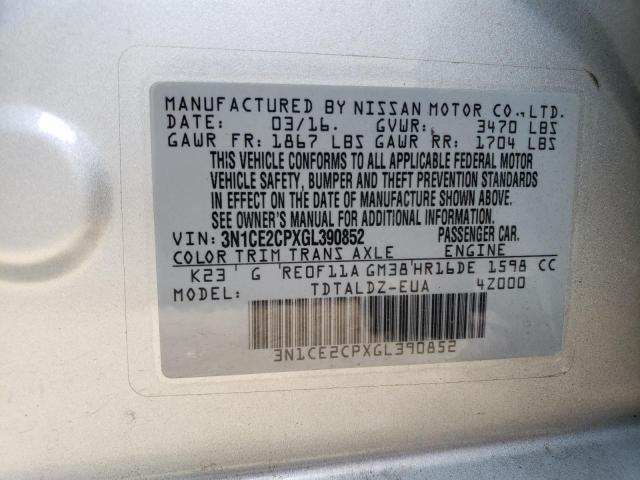 MANUFACTURED BY NISSAN MOTOR CO., LTD.
DATE: 03/16. GVWR: 3470 LBS
GAWR FR: 1867 LBS GAWR RR: 1704 LBS
THIS VEHICLE CONFORMS TO ALL APPLICABLE FEDERAL MOTOR
VEHICLE SAFETY, BUMPER AND THEFT PREVENTION STANDARDS
IN EFFECT ON THE DATE OF MANUFACTURE SHOWN ABOVE.
SEE OWNER'S MANUAL FOR ADDITIONAL INFORMATION.
VIN: 3N1CE2CPXGL390852 PASSENGER CAR.
COLOR TRIM TRANS AXLE ENGINE
K23 G RE0F11A GM38 HR16DE 1598 CC
MODEL: TDTALDZ-EUA 4Z000
3N1CE2CPXGL390852